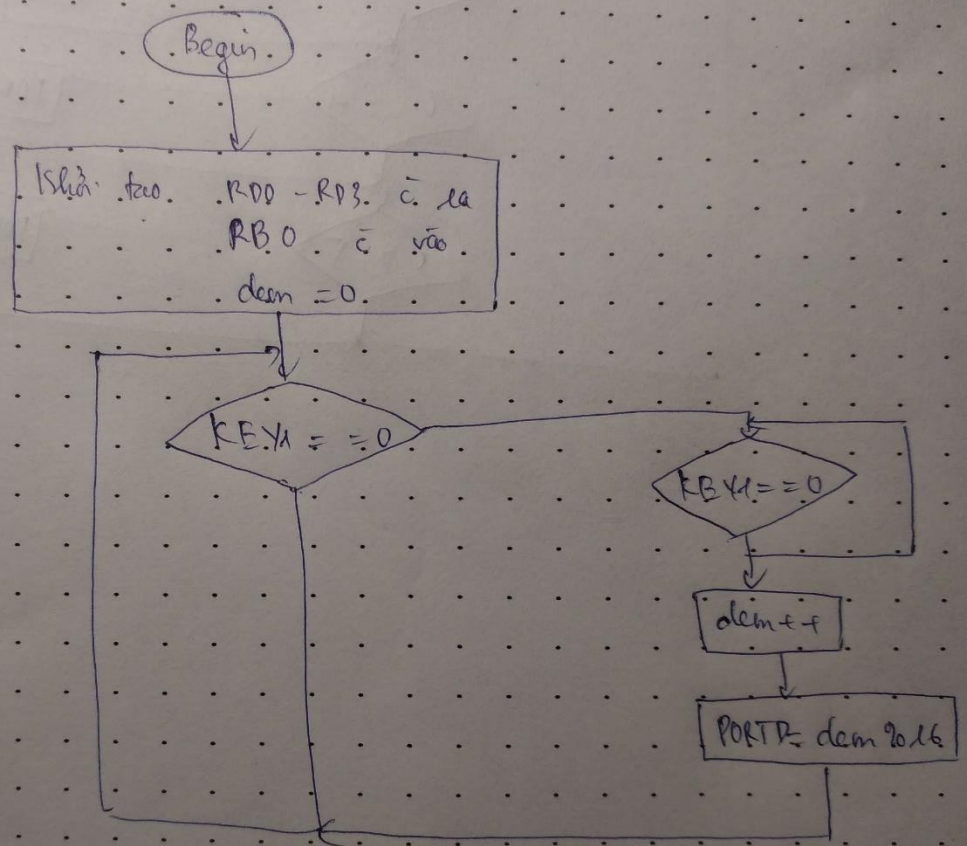 Begin
Khởi tạo RD0 - RD3 c̄ ra
RB0 c̄ vào
dem = 0
KEY1 = = 0
KEY1 = = 0
dem++
PORTD = dem % 16